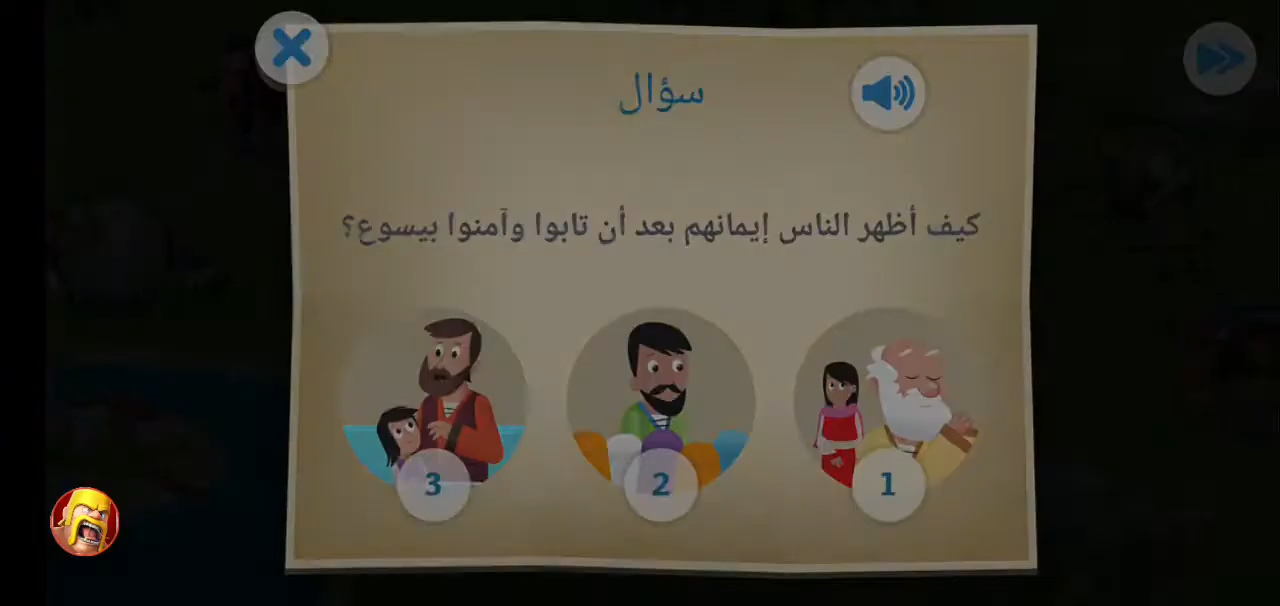 سؤال
كيف أظهر الناس إيمانهم بعد أن تابوا وآمنوا بيسوع؟
1
2
3